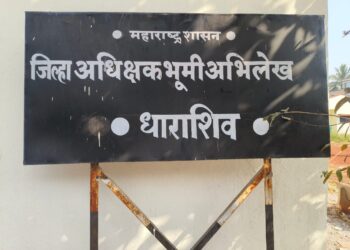 • महाराष्ट्र शासन •
जिल्हा अधिक्षक भूमी अभिलेख
• धाराशिव •